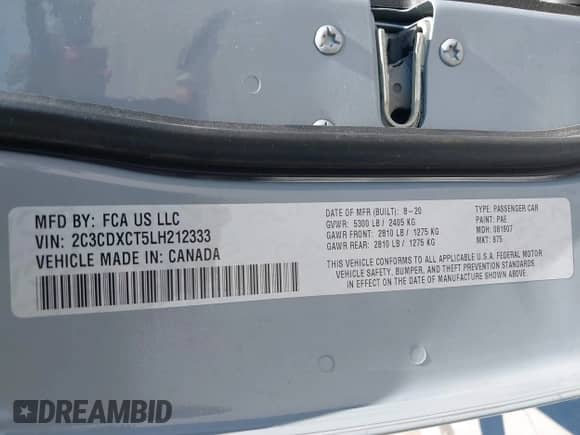 MFD BY: FCA US LLC
VIN: 2C3CDXCT5LH212333
VEHICLE MADE IN: CANADA
DATE OF MFR (BUILT): 8-20
GVWR: 5300 LB / 2405 KG
GAWR FRONT: 2810 LB / 1275 KG
GAWR REAR: 2810 LB / 1275 KG
TYPE: PASSENGER CAR
PAINT: PAE
MDH: 081907
MKT: 875
THIS VEHICLE CONFORMS TO ALL APPLICABLE U.S.A. FEDERAL MOTOR
VEHICLE SAFETY, BUMPER, AND THEFT PREVENTION STANDARDS
IN EFFECT ON THE DATE OF MANUFACTURE SHOWN ABOVE.
DREAMBID